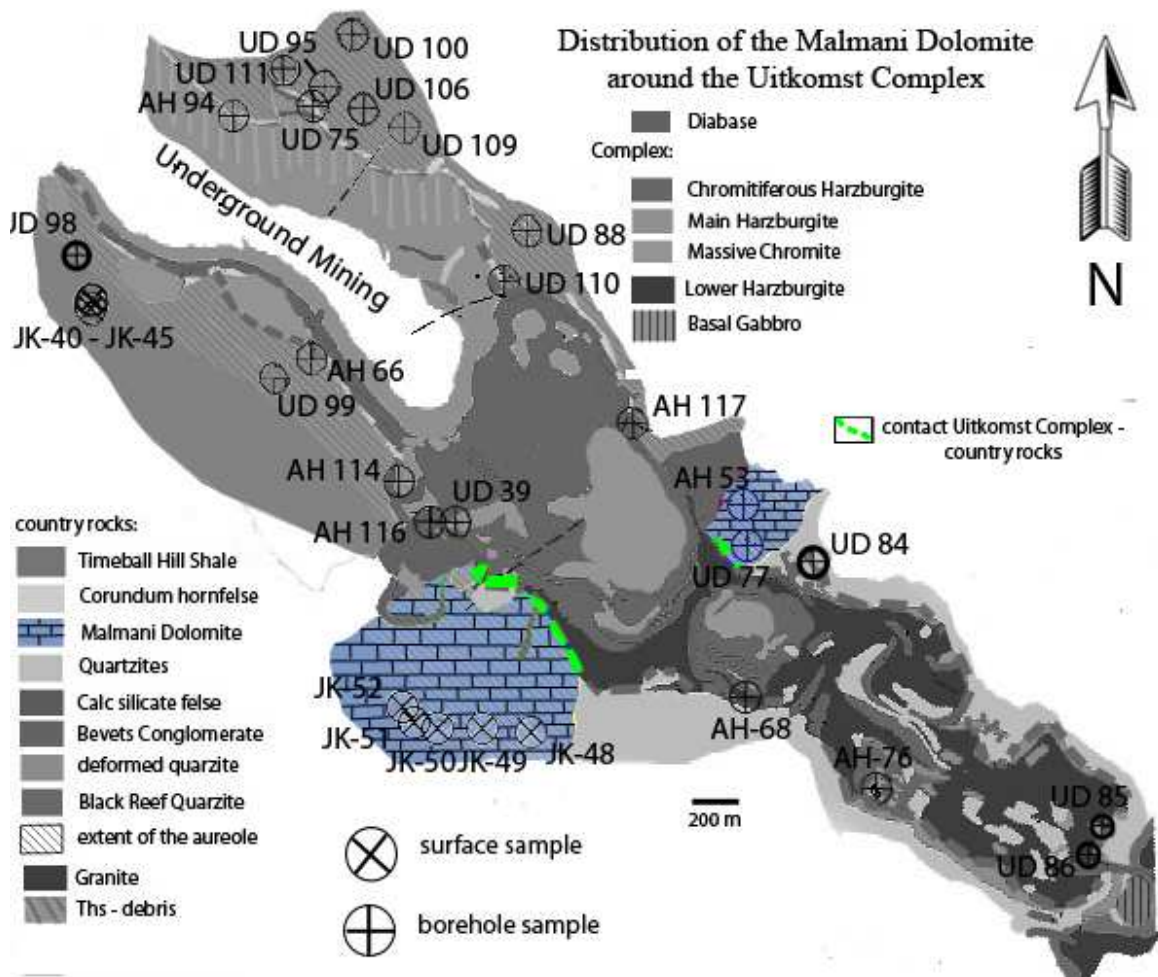 Distribution of the Malmani Dolomite
around the Uitkomst Complex
Diabase
Complex:
Chromitiferous Harzburgite
Main Harzburgite
Massive Chromite
Lower Harzburgite
Basal Gabbro
N
contact Uitkomst Complex -
country rocks
UD 95
UD 100
UD 111
UD 106
AH 94
UD 75
UD 109
Underground Mining
UD 98
UD 88
UD 110
JK-40 - JK-45
AH 66
UD 99
AH 117
AH 114
UD 39
AH 53
AH 116
UD 84
UD 77
JK-52
JK-51
JK-50
JK-49
JK-48
AH-68
AH-76
UD 85
UD 86
200 m
country rocks:
Timeball Hill Shale
Corundum hornfelse
Malmani Dolomite
Quartzites
Calc silicate felse
Bevets Conglomerate
deformed quarzite
Black Reef Quarzite
extent of the aureole
Granite
Ths - debris
surface sample
borehole sample